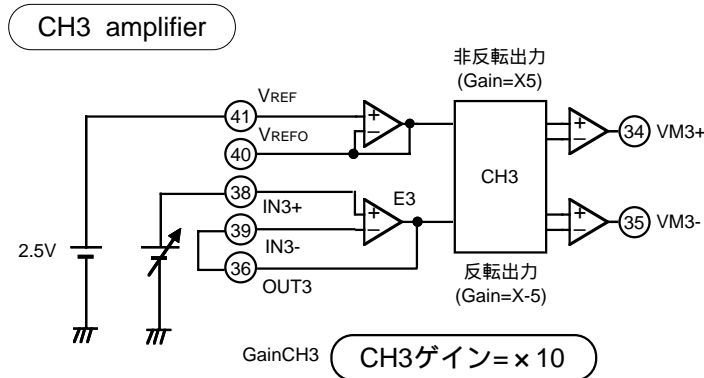 CH3 amplifier
非反転出力
(Gain=X5)
41
VREF
40
VREFO
34
VM3+
CH3
38
IN3+
E3
39
IN3-
35
VM3-
2.5V
36
OUT3
反転出力
(Gain=X-5)
GainCH3
CH3ゲイン=×10